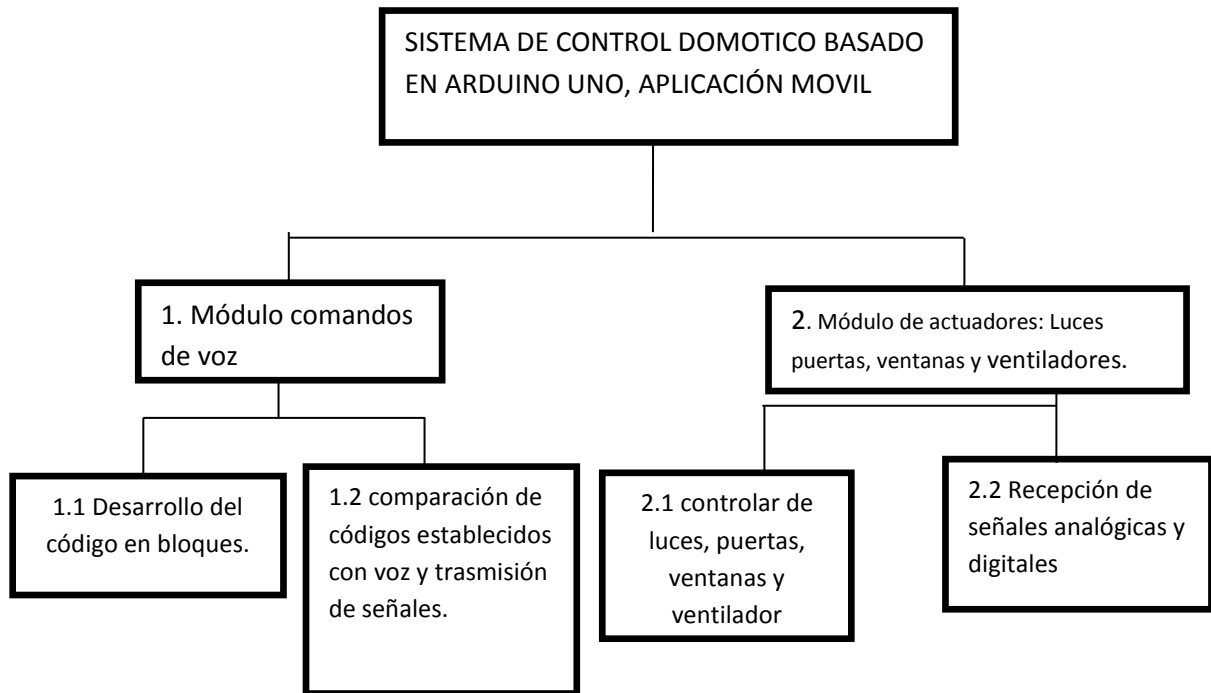 SISTEMA DE CONTROL DOMOTICO BASADO
EN ARDUINO UNO, APLICACIÓN MOVIL
1. Módulo comandos
de voz
2. Módulo de actuadores: Luces
puertas, ventanas y ventiladores.
1.1 Desarrollo del
código en bloques.
1.2 comparación de
códigos establecidos
con voz y trasmisión
de señales.
2.1 controlar de
luces, puertas,
ventanas y
ventilador
2.2 Recepción de
señales analógicas y
digitales